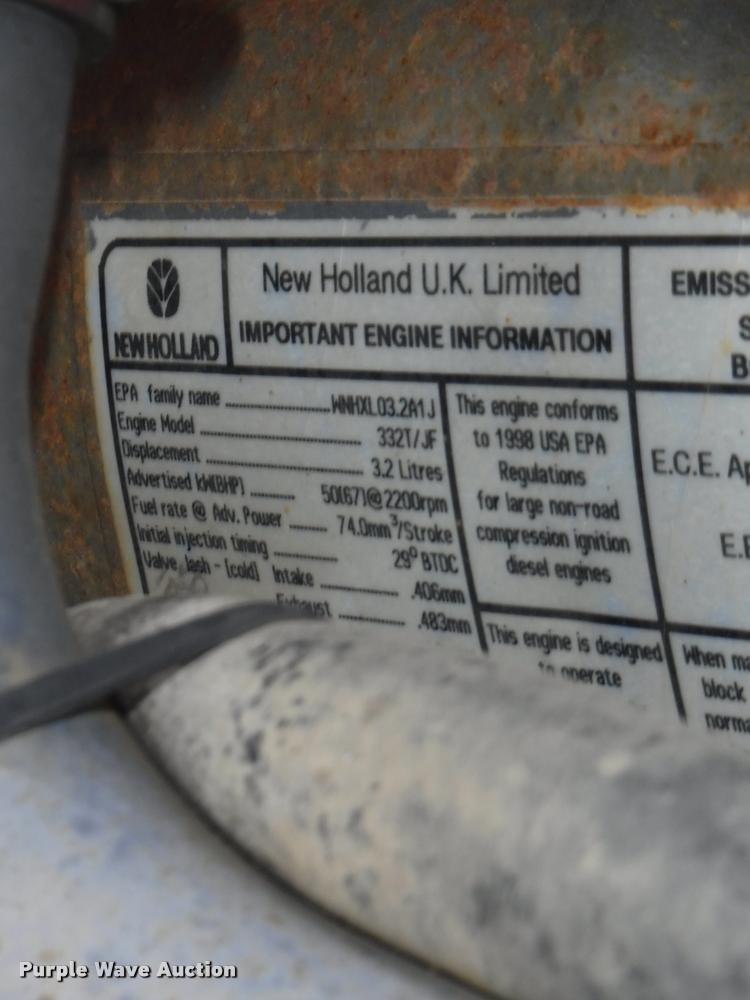 NEW HOLLAND
New Holland U.K. Limited
IMPORTANT ENGINE INFORMATION
EMISS
S
B
EPA family name ........ WNHXL03.2A1J
Engine Model ........ 332T/JF
Displacement ........ 3.2 Litres
Advertised kW(BHP) ........ 50(67)@2200rpm
Fuel rate @ Adv. Power ........ 74.0mm³/Stroke
Initial injection timing ........ 29º BTDC
Valve lash - [cold] Intake ........ .406mm
Exhaust ........ .483mm
This engine conforms
to 1998 USA EPA
Regulations
for large non-road
compression ignition
diesel engines
This engine is designed
to operate
E.C.E. Ap
E.E
When ma
block
norma
Purple Wave Auction